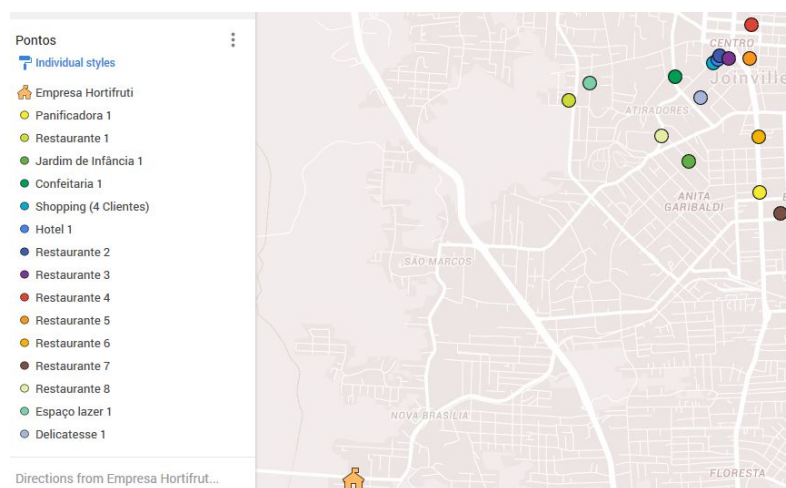 Pontos
Individual styles
Empresa Hortifruti
Panificadora 1
Restaurante 1
Jardim de Infância 1
Confeitaria 1
Shopping (4 Clientes)
Hotel 1
Restaurante 2
Restaurante 3
Restaurante 4
Restaurante 5
Restaurante 6
Restaurante 7
Restaurante 8
Espaço lazer 1
Delicatesse 1
Directions from Empresa Hortifrut...
CENTRO
Joinville
ATIRADORES
ANITA
GARIBALDI
SÃO MARCOS
NOVA BRASÍLIA
FLORESTA